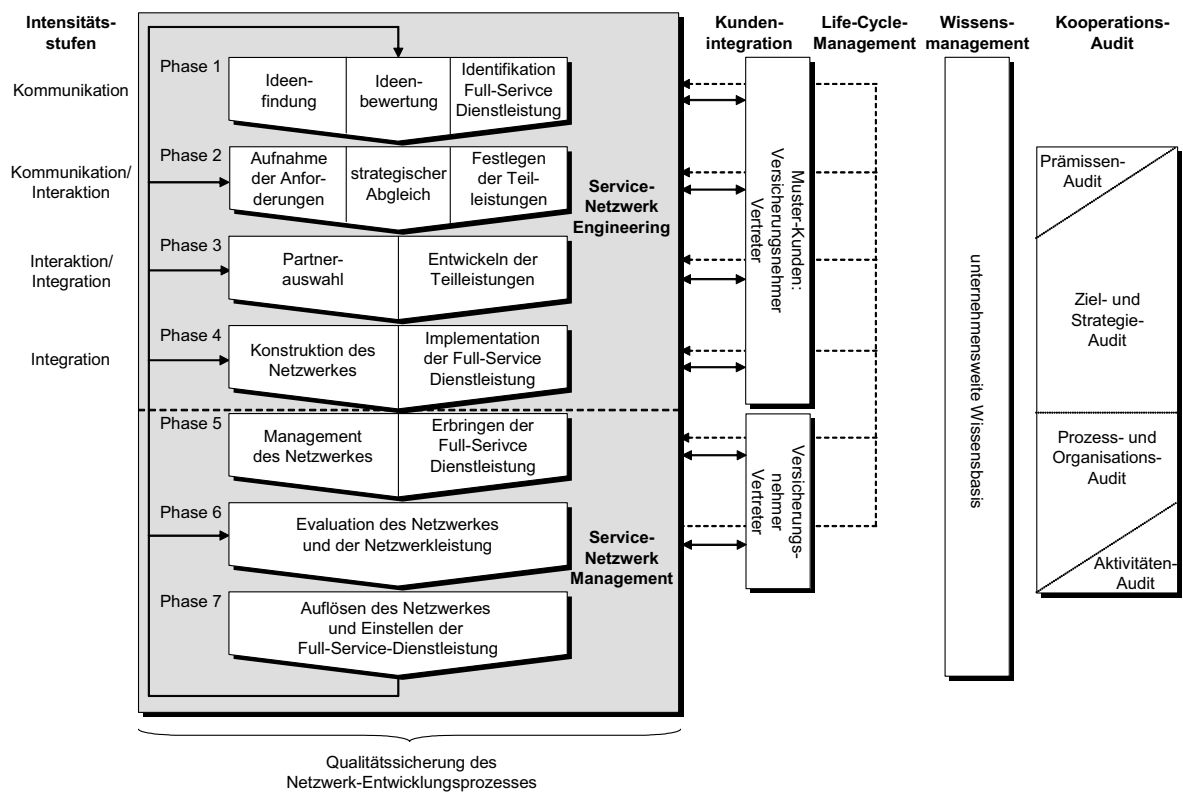 Intensitäts-
stufen
Kunden-
integration
Life-Cycle-
Management
Wissens-
management
Kooperations-
Audit
Kommunikation
Phase 1
Ideen-
findung
Ideen-
bewertung
Identifikation
Full-Serivce
Dienstleistung
Kommunikation/
Interaktion
Phase 2
Aufnahme
der Anfor-
derungen
strategischer
Abgleich
Festlegen
der Teil-
leistungen
Service-
Netzwerk
Engineering
Interaktion/
Integration
Phase 3
Partner-
auswahl
Entwickeln der
Teilleistungen
Integration
Phase 4
Konstruktion des
Netzwerkes
Implementation
der Full-Service
Dienstleistung
Phase 5
Management
des Netzwerkes
Erbringen der
Full-Serivce
Dienstleistung
Phase 6
Evaluation des Netzwerkes
und der Netzwerkleistung
Service-
Netzwerk
Management
Phase 7
Auflösen des Netzwerkes
und Einstellen der
Full-Service-Dienstleistung
Muster-Kunden:
Versicherungsnehmer
Vertreter
Versicherungs-
nehmer
Vertreter
unternehmensweite Wissensbasis
Prämissen-
Audit
Ziel- und
Strategie-
Audit
Prozess- und
Organisations-
Audit
Aktivitäten-
Audit
Qualitätssicherung des
Netzwerk-Entwicklungsprozesses